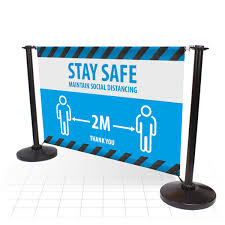 STAY SAFE
MAINTAIN SOCIAL DISTANCING
2M
THANK YOU